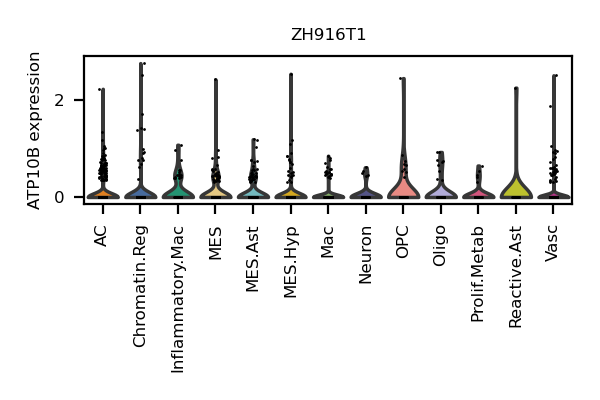 ZH916T1
ATP10B expression
2
0
AC
Chromatin.Reg
Inflammatory.Mac
MES
MES.Ast
MES.Hyp
Mac
Neuron
OPC
Oligo
Prolif.Metab
Reactive.Ast
Vasc